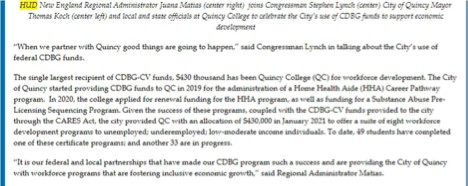 HUD New England Regional Administrator Juana Matias (center right) joins Congressman Stephen Lynch (center) City of Quincy Mayor
Thomas Koch (center left) and local and state officials at Quincy College to celebrate the City's use of CDBG funds to support economic
development
"When we partner with Quincy good things are going to happen," said Congressman Lynch in talking about the City's use of
federal CDBG funds.
The single largest recipient of CDBG-CV funds, $430 thousand has been Quincy College (QC) for workforce development. The City
of Quincy started providing CDBG funds to QC in 2019 for the administration of a Home Health Aide (HHA) Career Pathway
program. In 2020, the college applied for renewal funding for the HHA program, as well as funding for a Substance Abuse Pre-
Licensing Sequencing Program. Given the success of these programs, coupled with the CDBG-CV funds provided to the city
through the CARES Act, the city provided QC with an allocation of $430,000 in January 2021 to offer a suite of eight workforce
development programs to unemployed; underemployed; low-moderate income individuals. To date, 49 students have completed
one of these certificate programs; and another 33 are in progress.
"It is our federal and local partnerships that have made our CDBG program such a success and are providing the City of Quincy
with workforce programs that are fostering inclusive economic growth," said Regional Administrator Matias.